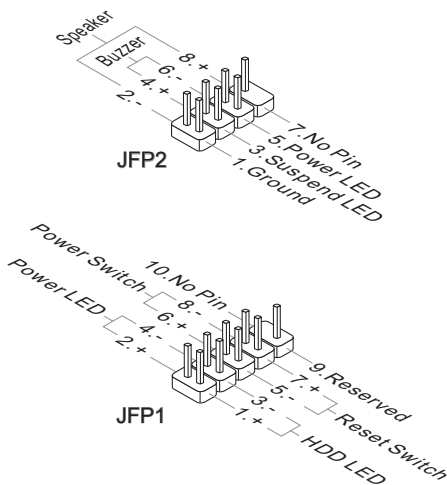 Speaker
Buzzer
8.+
6.-
4.+
2.-
7.No Pin
5.Power LED
3.Suspend LED
1.Ground
JFP2
Power Switch
Power LED
10.No Pin
8.-
6.+
4.-
2.+
9.Reserved
7.+
5.-
3.-
1.+
Reset Switch
HDD LED
JFP1